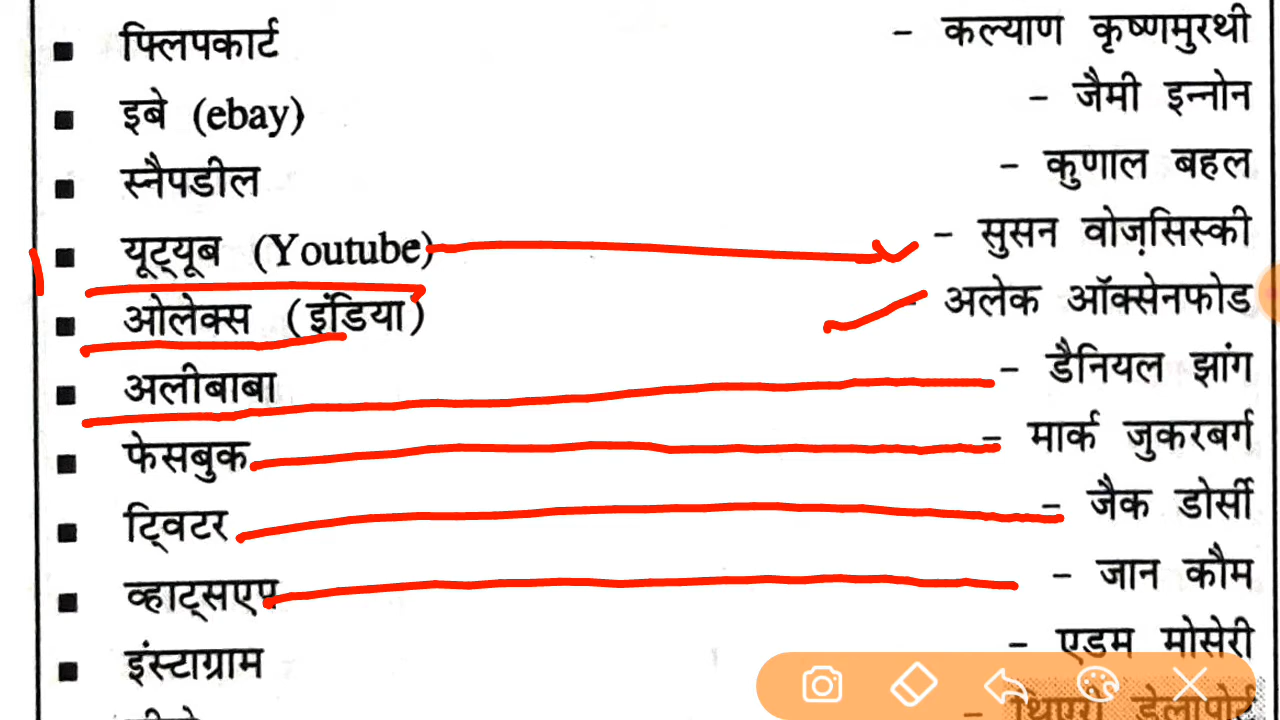 ▪ फ्लिपकार्ट – कल्याण कृष्णमुरथी
▪ इबे (ebay) – जैमी इन्नोन
▪ स्नैपडील – कुणाल बहल
▪ यूट्यूब (Youtube) – सुसन वोज़सिस्की
▪ ओलेक्स (इंडिया) – अलेक ऑक्सेनफोड
▪ अलीबाबा – डैनियल झांग
▪ फेसबुक – मार्क जुकरबर्ग
▪ ट्विटर – जैक डोर्सी
▪ व्हाट्सएप – जान कौम
▪ इंस्टाग्राम – एडम मोसेरी
– थिएरी डेलापोर्ट